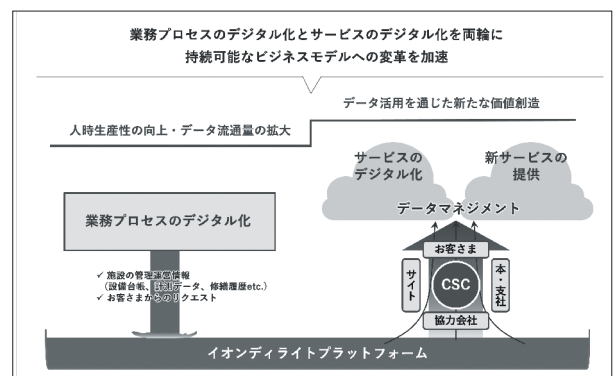 業務プロセスのデジタル化とサービスのデジタル化を両輪に
持続可能なビジネスモデルへの変革を加速
データ活用を通じた新たな価値創造
人時生産性の向上・データ流通量の拡大
サービスの
デジタル化
新サービスの
提供
データマネジメント
業務プロセスのデジタル化
お客さま
サイト
CSC
本・支社
協力会社
✓ 施設の管理運営情報
(設備台帳、計測データ、修繕履歴etc.)
✓ お客さまからのリクエスト
イオンディライトプラットフォーム